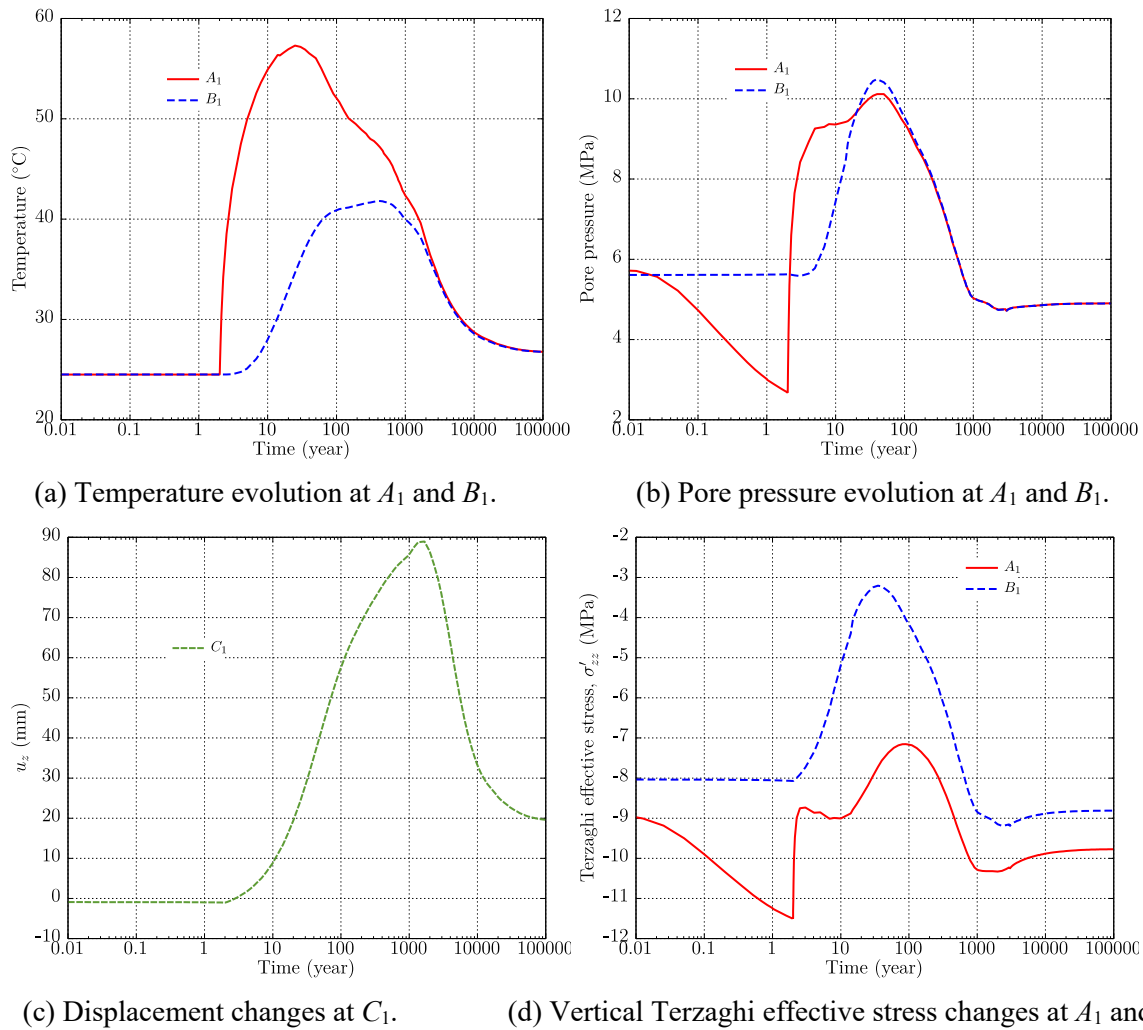 60
50
40
30
20
Temperature (°C)
A1
B1
0.01 0.1 1 10 100 1000 10000 100000
Time (year)
12
10
8
6
4
2
Pore pressure (MPa)
A1
B1
0.01 0.1 1 10 100 1000 10000 100000
Time (year)
(a) Temperature evolution at A1 and B1.
(b) Pore pressure evolution at A1 and B1.
90
80
70
60
50
40
30
20
10
0
-10
uz (mm)
C1
0.01 0.1 1 10 100 1000 10000 100000
Time (year)
-2
-3
-4
-5
-6
-7
-8
-9
-10
-11
-12
Terzaghi effective stress, σ′zz (MPa)
A1
B1
0.01 0.1 1 10 100 1000 10000 100000
Time (year)
(c) Displacement changes at C1.
(d) Vertical Terzaghi effective stress changes at A1 and